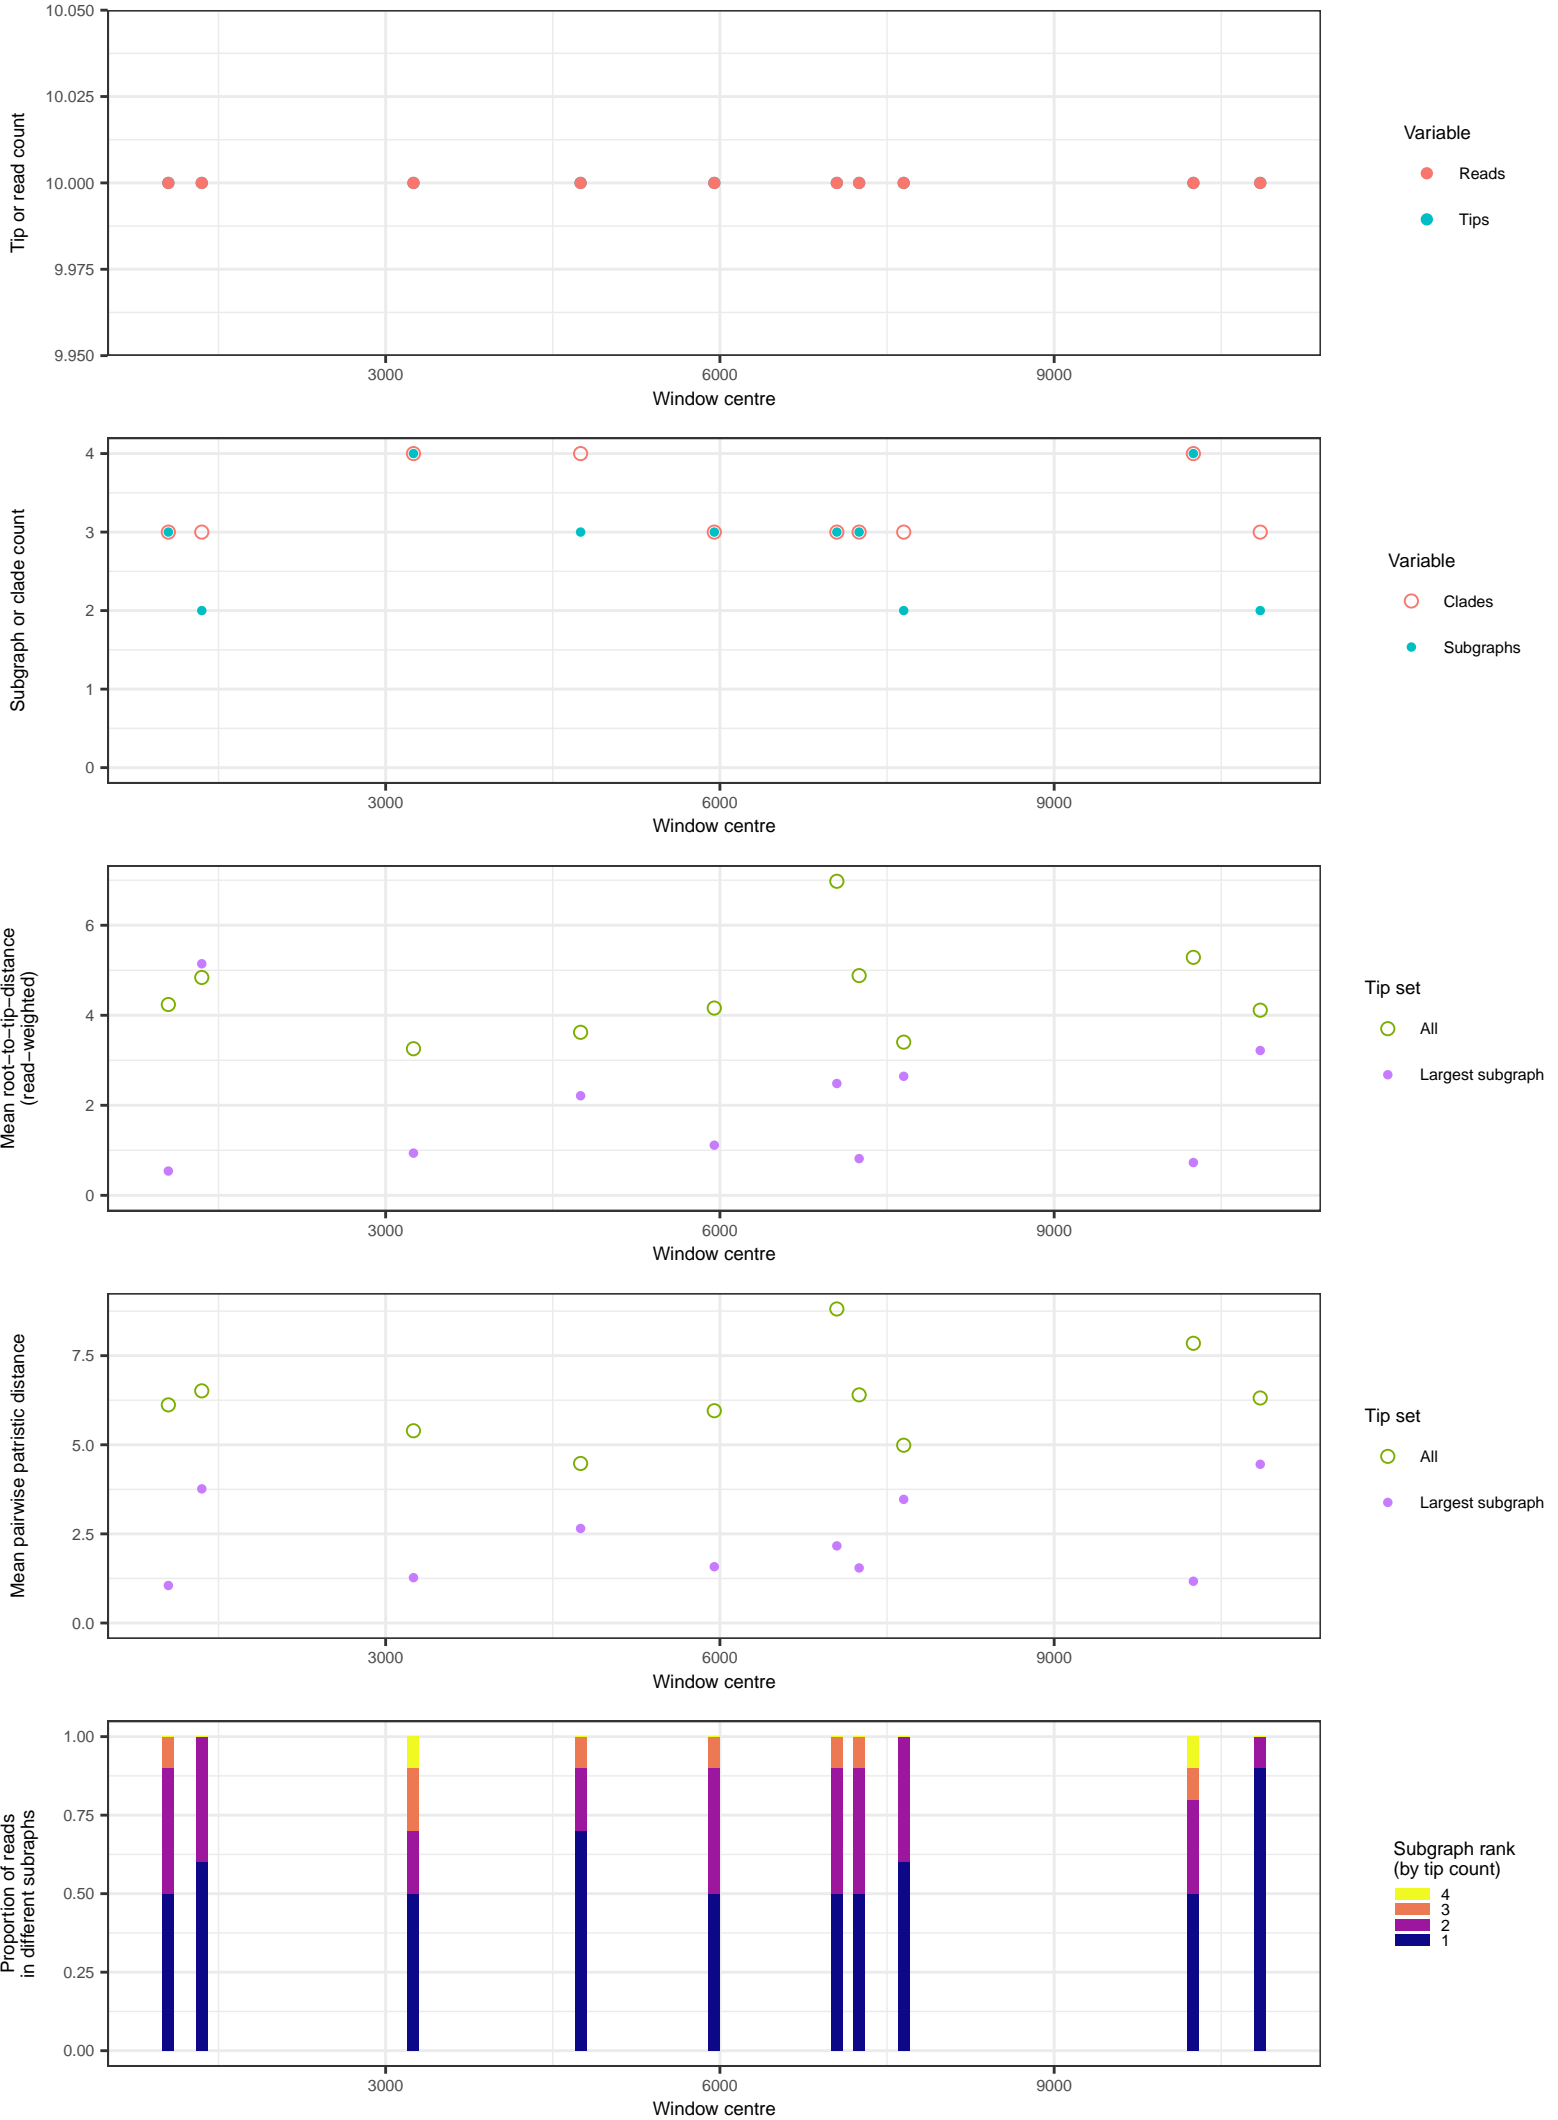 10.050
10.025
10.000
9.975
9.950
Tip or read count
3000
6000
9000
Window centre
Variable
Reads
Tips
4
3
2
1
0
Subgraph or clade count
3000
6000
9000
Window centre
Variable
Clades
Subgraphs
6
4
2
0
Mean root−to−tip−distance
(read−weighted)
3000
6000
9000
Window centre
Tip set
All
Largest subgraph
7.5
5.0
2.5
0.0
Mean pairwise patristic distance
3000
6000
9000
Window centre
Tip set
All
Largest subgraph
1.00
0.75
0.50
0.25
0.00
Proportion of reads
in different subraphs
3000
6000
9000
Window centre
Subgraph rank
(by tip count)
4
3
2
1